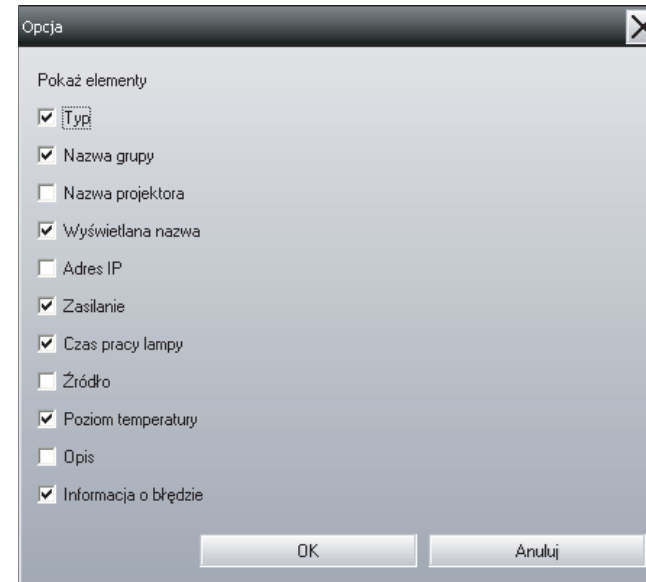 Opcja
Pokaż elementy
Typ
Nazwa grupy
Nazwa projektora
Wyświetlana nazwa
Adres IP
Zasilanie
Czas pracy lampy
Źródło
Poziom temperatury
Opis
Informacja o błędzie
OK Anuluj